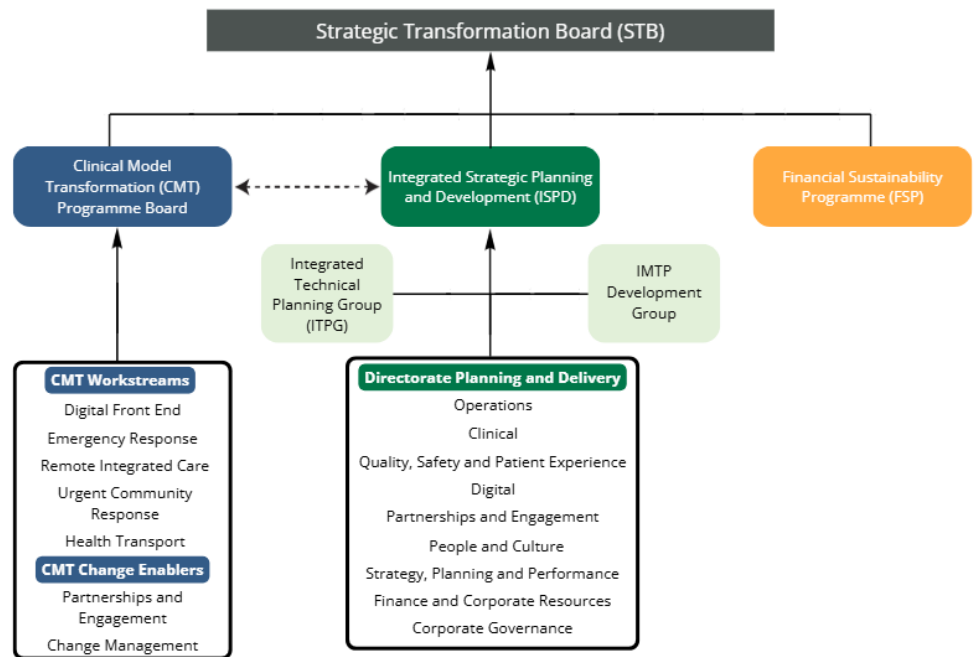 Strategic Transformation Board (STB)
Clinical Model
Transformation (CMT)
Programme Board
Integrated Strategic Planning
and Development (ISPD)
Financial Sustainability
Programme (FSP)
Integrated
Technical
Planning Group
(ITPG)
IMTP
Development
Group
CMT Workstreams
Digital Front End
Emergency Response
Remote Integrated Care
Urgent Community
Response
Health Transport
CMT Change Enablers
Partnerships and
Engagement
Change Management
Directorate Planning and Delivery
Operations
Clinical
Quality, Safety and Patient Experience
Digital
Partnerships and Engagement
People and Culture
Strategy, Planning and Performance
Finance and Corporate Resources
Corporate Governance